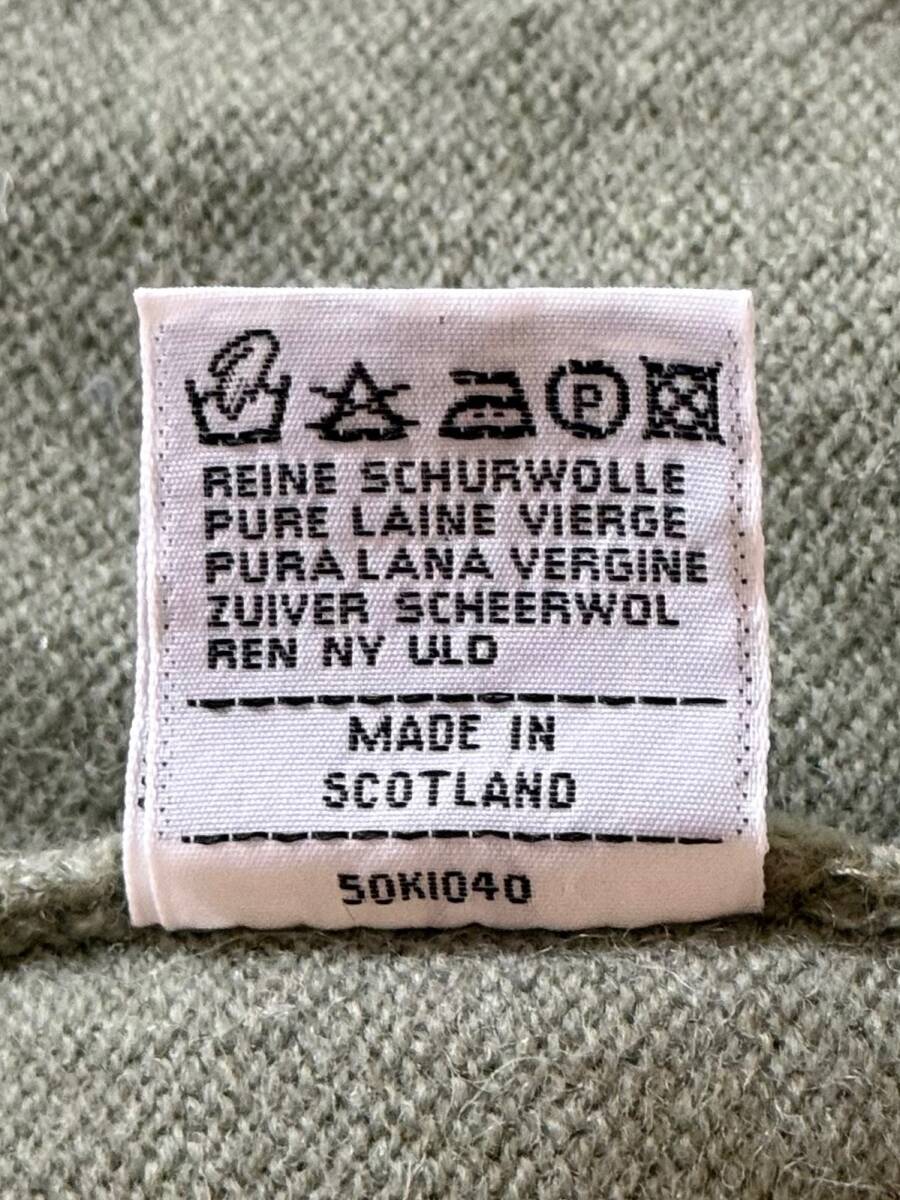 P
REINE SCHURWOLLE
PURE LAINE VIERGE
PURA LANA VERGINE
ZUIVER SCHEERWOL
REN NY ULD
MADE IN
SCOTLAND
50KI040